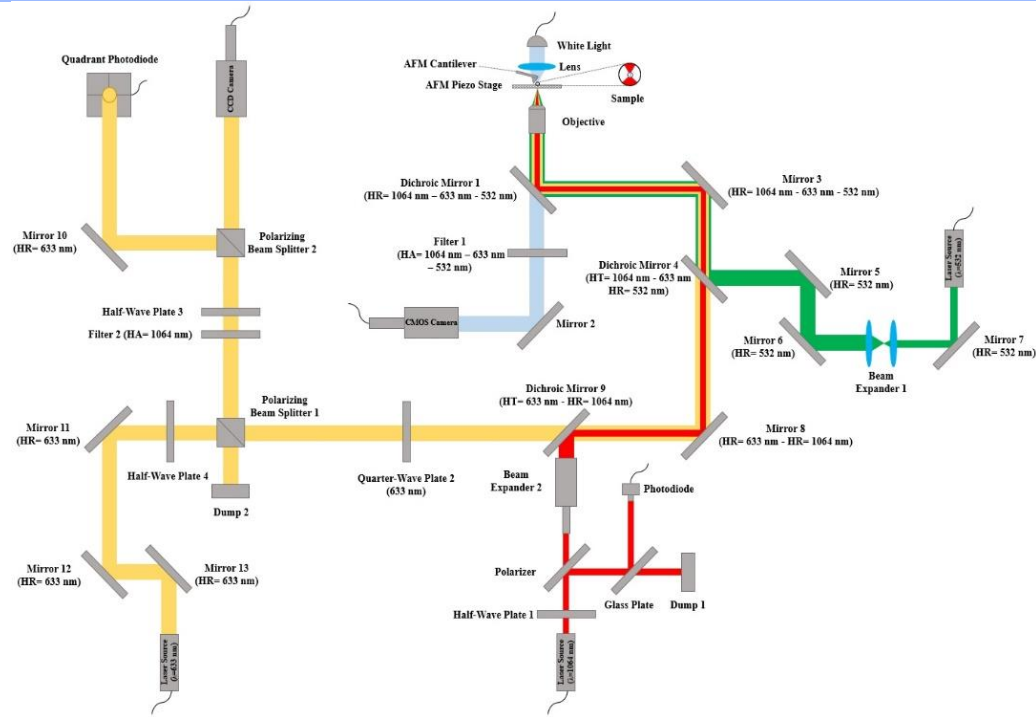 White Light
AFM Cantilever
Lens
AFM Piezo Stage
Sample
Objective
Quadrant Photodiode
CCD Camera
Dichroic Mirror 1
(HR= 1064 nm – 633 nm - 532 nm)
Mirror 3
(HR= 1064 nm - 633 nm - 532 nm)
Mirror 10
(HR= 633 nm)
Polarizing
Beam Splitter 2
Filter 1
(HA= 1064 nm – 633 nm
– 532 nm)
Dichroic Mirror 4
(HT= 1064 nm - 633 nm
HR= 532 nm)
Mirror 5
(HR= 532 nm)
Laser Source
(λ=532 nm)
Half-Wave Plate 3
Filter 2 (HA= 1064 nm)
CMOS Camera
Mirror 2
Mirror 6
(HR= 532 nm)
Beam
Expander 1
Mirror 7
(HR= 532 nm)
Mirror 11
(HR= 633 nm)
Polarizing
Beam Splitter 1
Dichroic Mirror 9
(HT= 633 nm - HR= 1064 nm)
Mirror 8
(HR= 633 nm - HR= 1064 nm)
Half-Wave Plate 4
Dump 2
Quarter-Wave Plate 2
(633 nm)
Beam
Expander 2
Photodiode
Mirror 12
(HR= 633 nm)
Mirror 13
(HR= 633 nm)
Polarizer
Glass Plate
Dump 1
Half-Wave Plate 1
Laser Source
(λ=633 nm)
Laser Source
(λ=1064 nm)